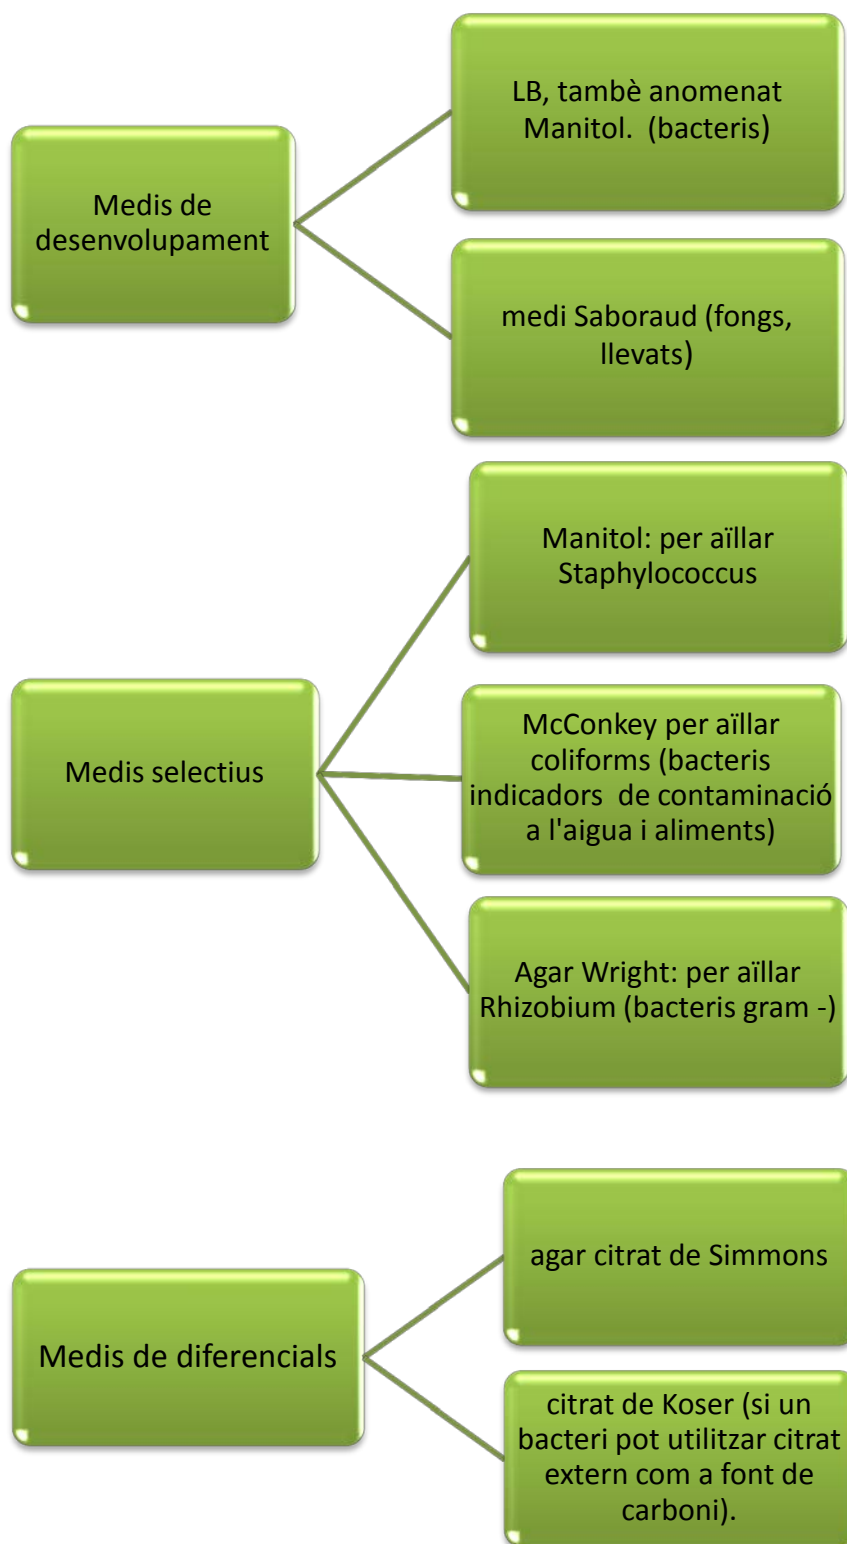 Medis de
desenvolupament
LB, tambè anomenat
Manitol.  (bacteris)
medi Saboraud (fongs,
llevats)
Medis selectius
Manitol: per aïllar
Staphylococcus
McConkey per aïllar
coliforms (bacteris
indicadors  de contaminació
a l'aigua i aliments)
Agar Wright: per aïllar
Rhizobium (bacteris gram -)
Medis de diferencials
agar citrat de Simmons
citrat de Koser (si un
bacteri pot utilitzar citrat
extern com a font de
carboni).